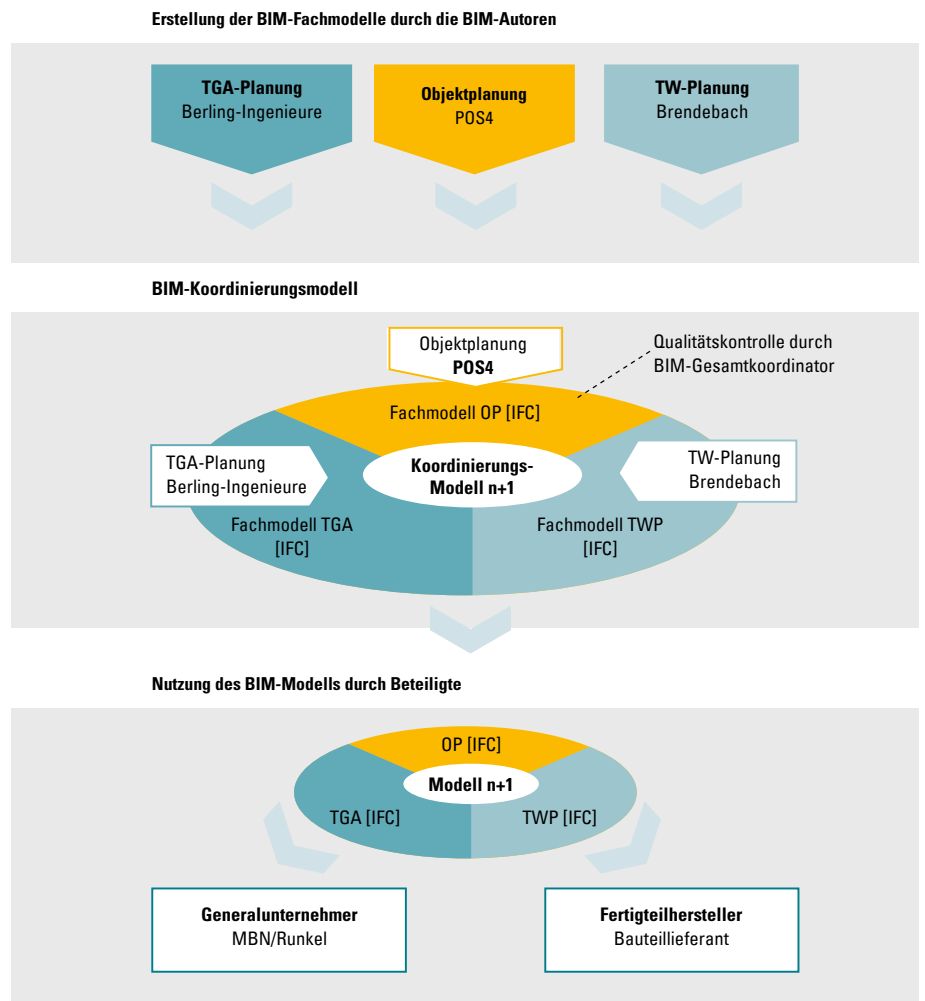 Erstellung der BIM-Fachmodelle durch die BIM-Autoren
TGA-Planung
Berling-Ingenieure
Objektplanung
POS4
TW-Planung
Brendebach
BIM-Koordinierungsmodell
Objektplanung
POS4
Qualitätskontrolle durch
BIM-Gesamtkoordinator
Fachmodell OP [IFC]
TGA-Planung
Berling-Ingenieure
Koordinierungs-
Modell n+1
TW-Planung
Brendebach
Fachmodell TGA
[IFC]
Fachmodell TWP
[IFC]
Nutzung des BIM-Modells durch Beteiligte
OP [IFC]
Modell n+1
TGA [IFC]
TWP [IFC]
Generalunternehmer
MBN/Runkel
Fertigteilhersteller
Bauteillieferant